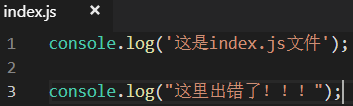 index.js ×
1 console.log('这是index.js文件');
2
3 console.log("这里出错了！！！");